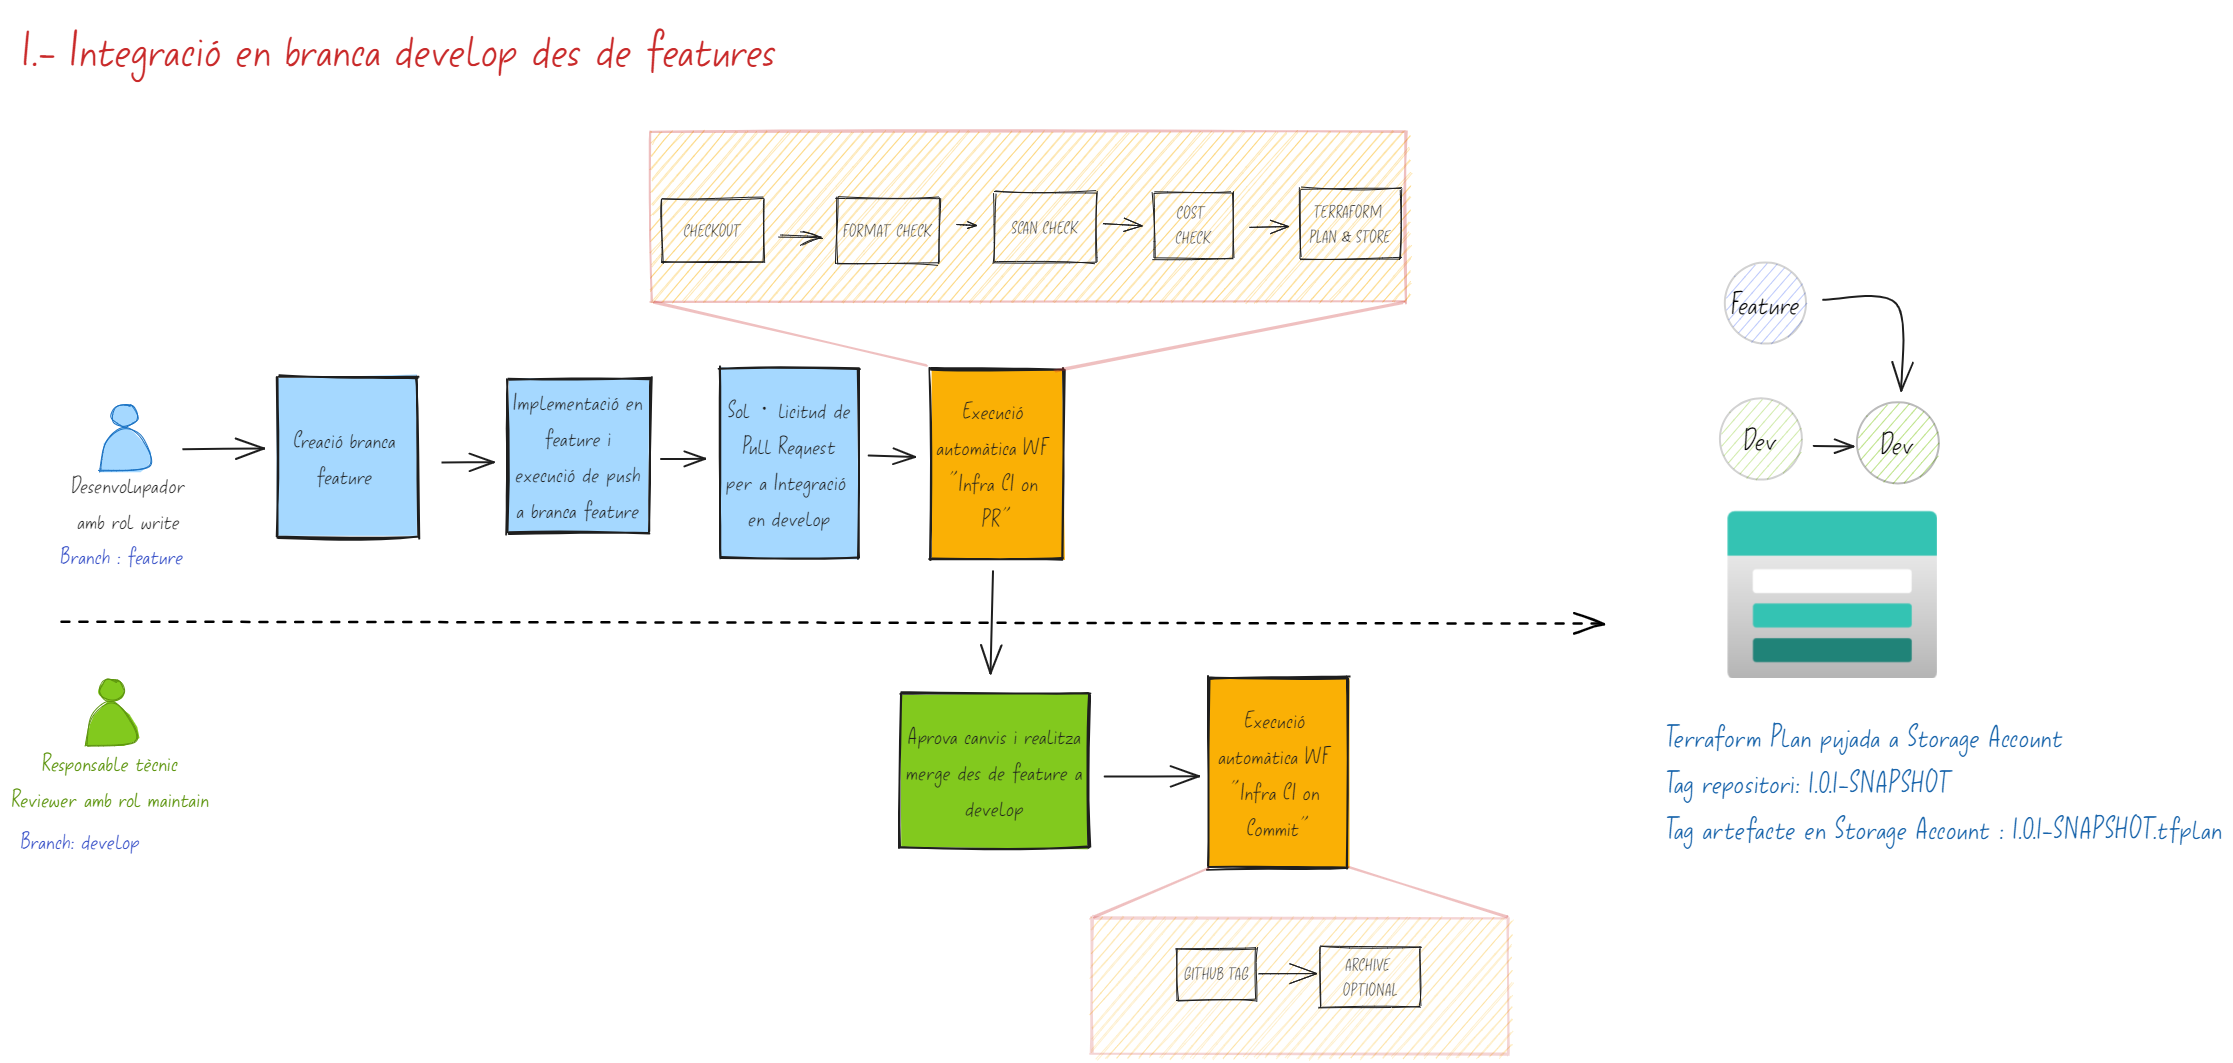 1.- Integració en branca develop des de features
CHECKOUT
FORMAT CHECK
SCAN CHECK
COST
CHECK
TERRAFORM
PLAN & STORE
Desenvolupador
amb rol write
Branch : feature
Creació branca
feature
Implementació en
feature i
execució de push
a branca feature
Sol · licitud de
Pull Request
per a Integració
en develop
Execució
automàtica WF
"Infra CI on
PR"
Feature
Dev
Dev
Responsable tècnic
Reviewer amb rol maintain
Branch: develop
Aprova canvis i realitza
merge des de feature a
develop
Execució
automàtica WF
"Infra CI on
Commit"
GITHUB TAG
ARCHIVE
OPTIONAL
Terraform Plan pujada a Storage Account
Tag repositori: 1.0.1-SNAPSHOT
Tag artefacte en Storage Account : 1.0.1-SNAPSHOT.tfplan